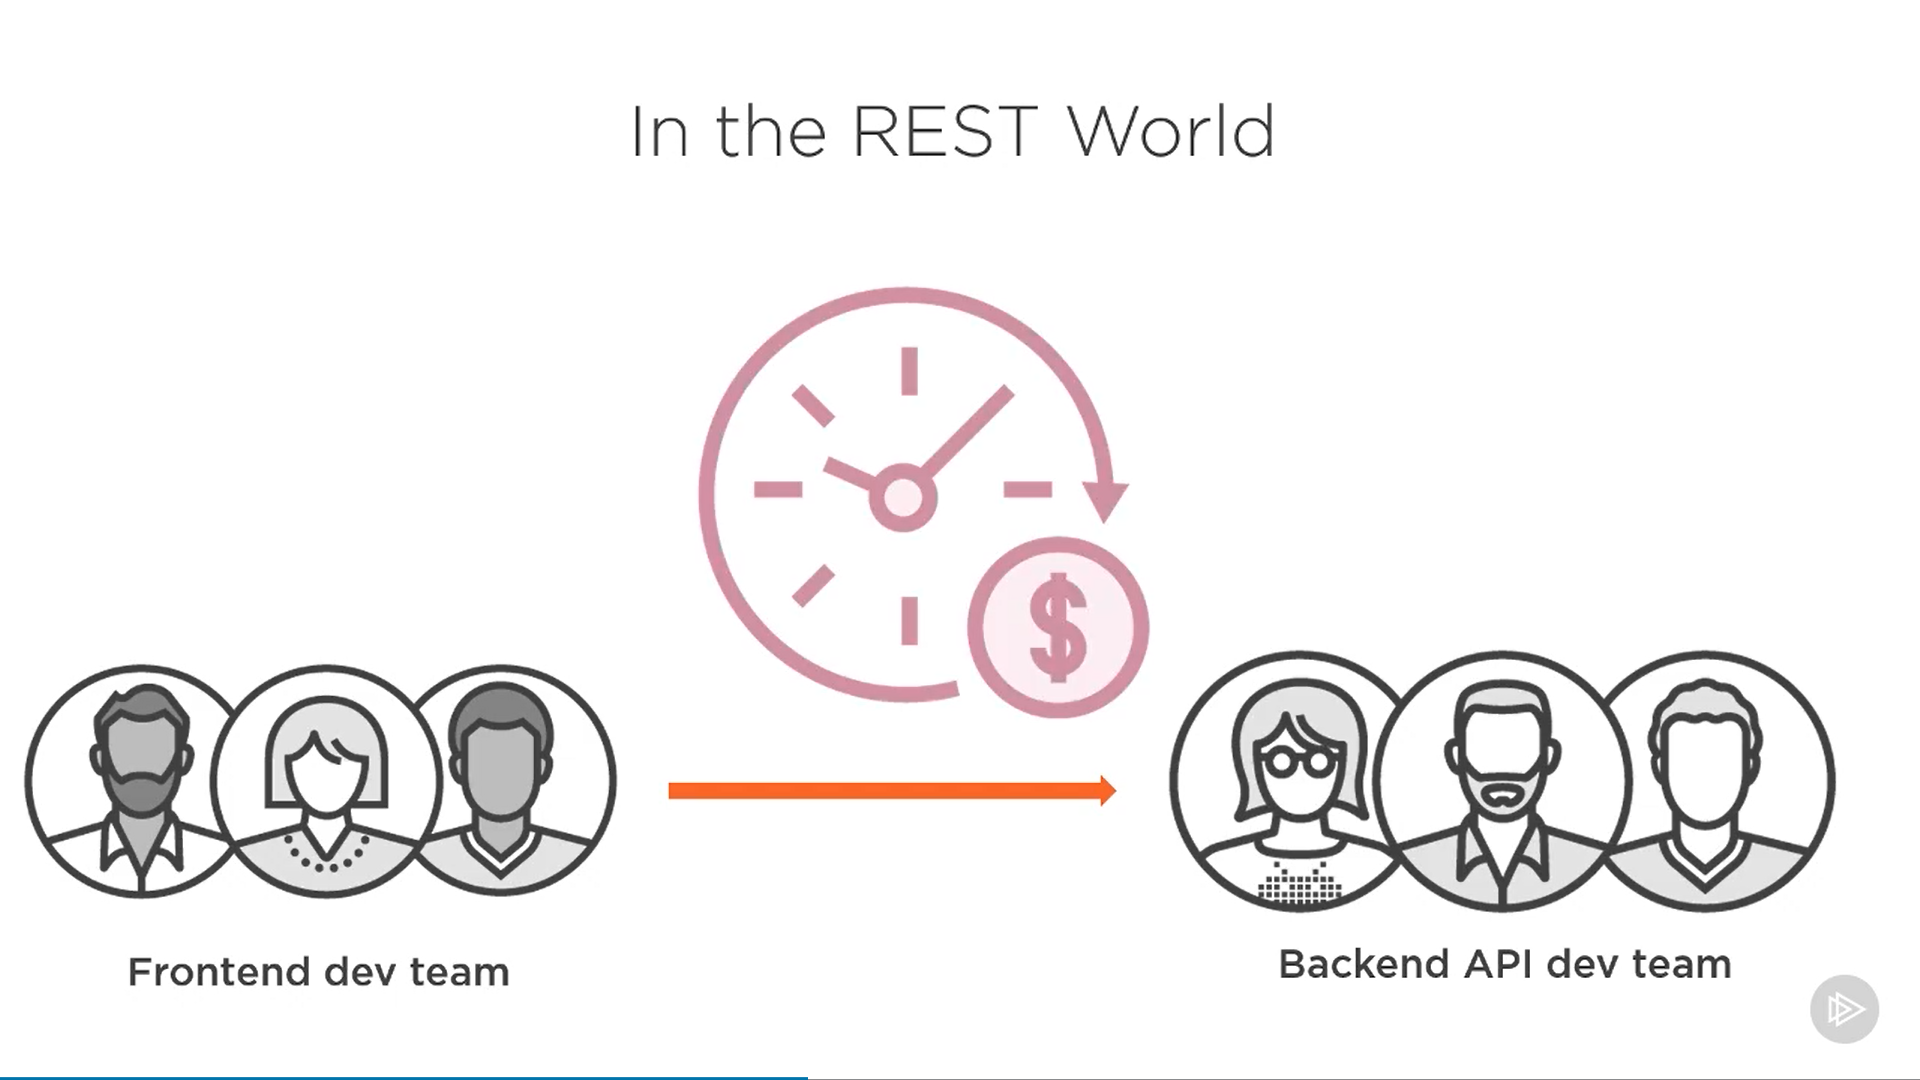 In the REST World
$
Frontend dev team
Backend API dev team